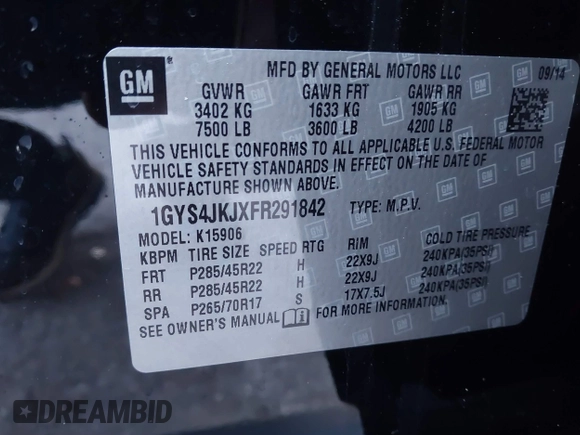 GM
MFD BY GENERAL MOTORS LLC 09/14
GVWR GAWR FRT GAWR RR
3402 KG 1633 KG 1905 KG
7500 LB 3600 LB 4200 LB
THIS VEHICLE CONFORMS TO ALL APPLICABLE U.S. FEDERAL MOTOR
VEHICLE SAFETY STANDARDS IN EFFECT ON THE DATE OF
MANUFACTURE SHOWN ABOVE.
1GYS4JKJXFR291842 TYPE: M.P.V.
MODEL: K15906
KBPM TIRE SIZE SPEED RTG RIM COLD TIRE PRESSURE
FRT P285/45R22 H 22X9J 240KPA(35PSI)
RR P285/45R22 H 22X9J 240KPA(35PSI)
SPA P265/70R17 S 17X7.5J 240KPA(35PSI)
SEE OWNER'S MANUAL FOR MORE INFORMATION.
DREAMBID